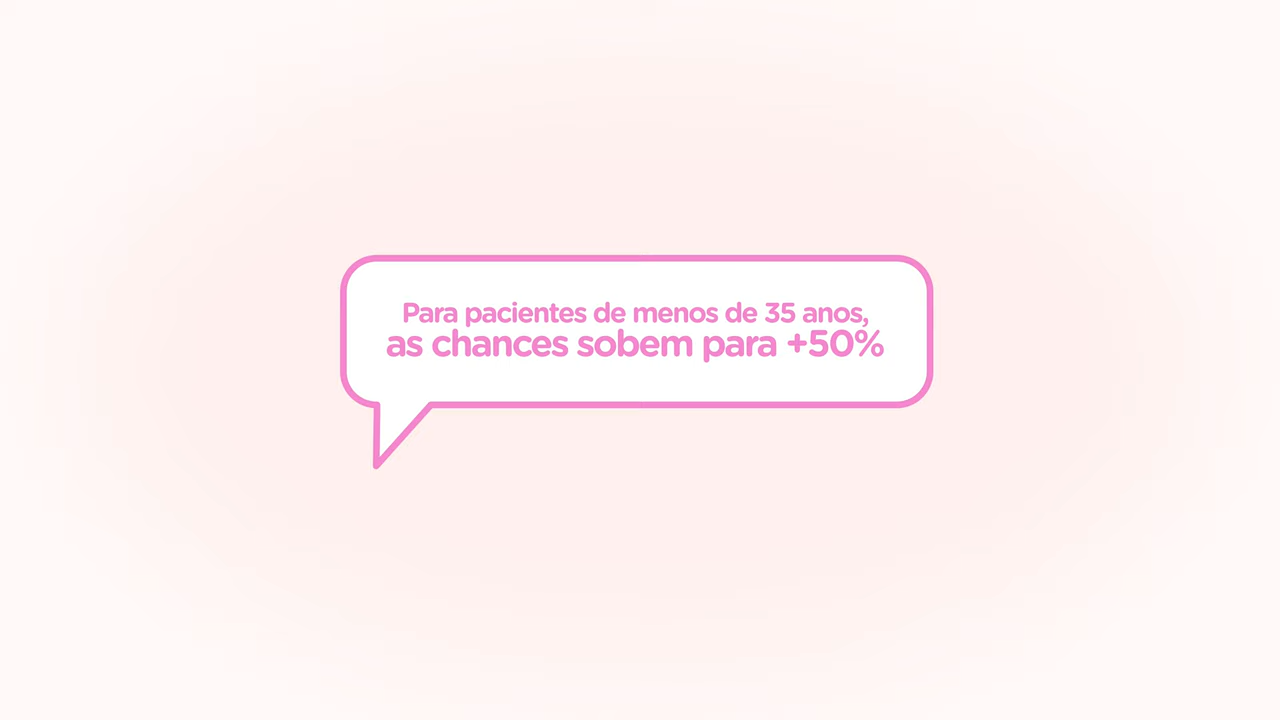 Para pacientes de menos de 35 anos,
as chances sobem para +50%